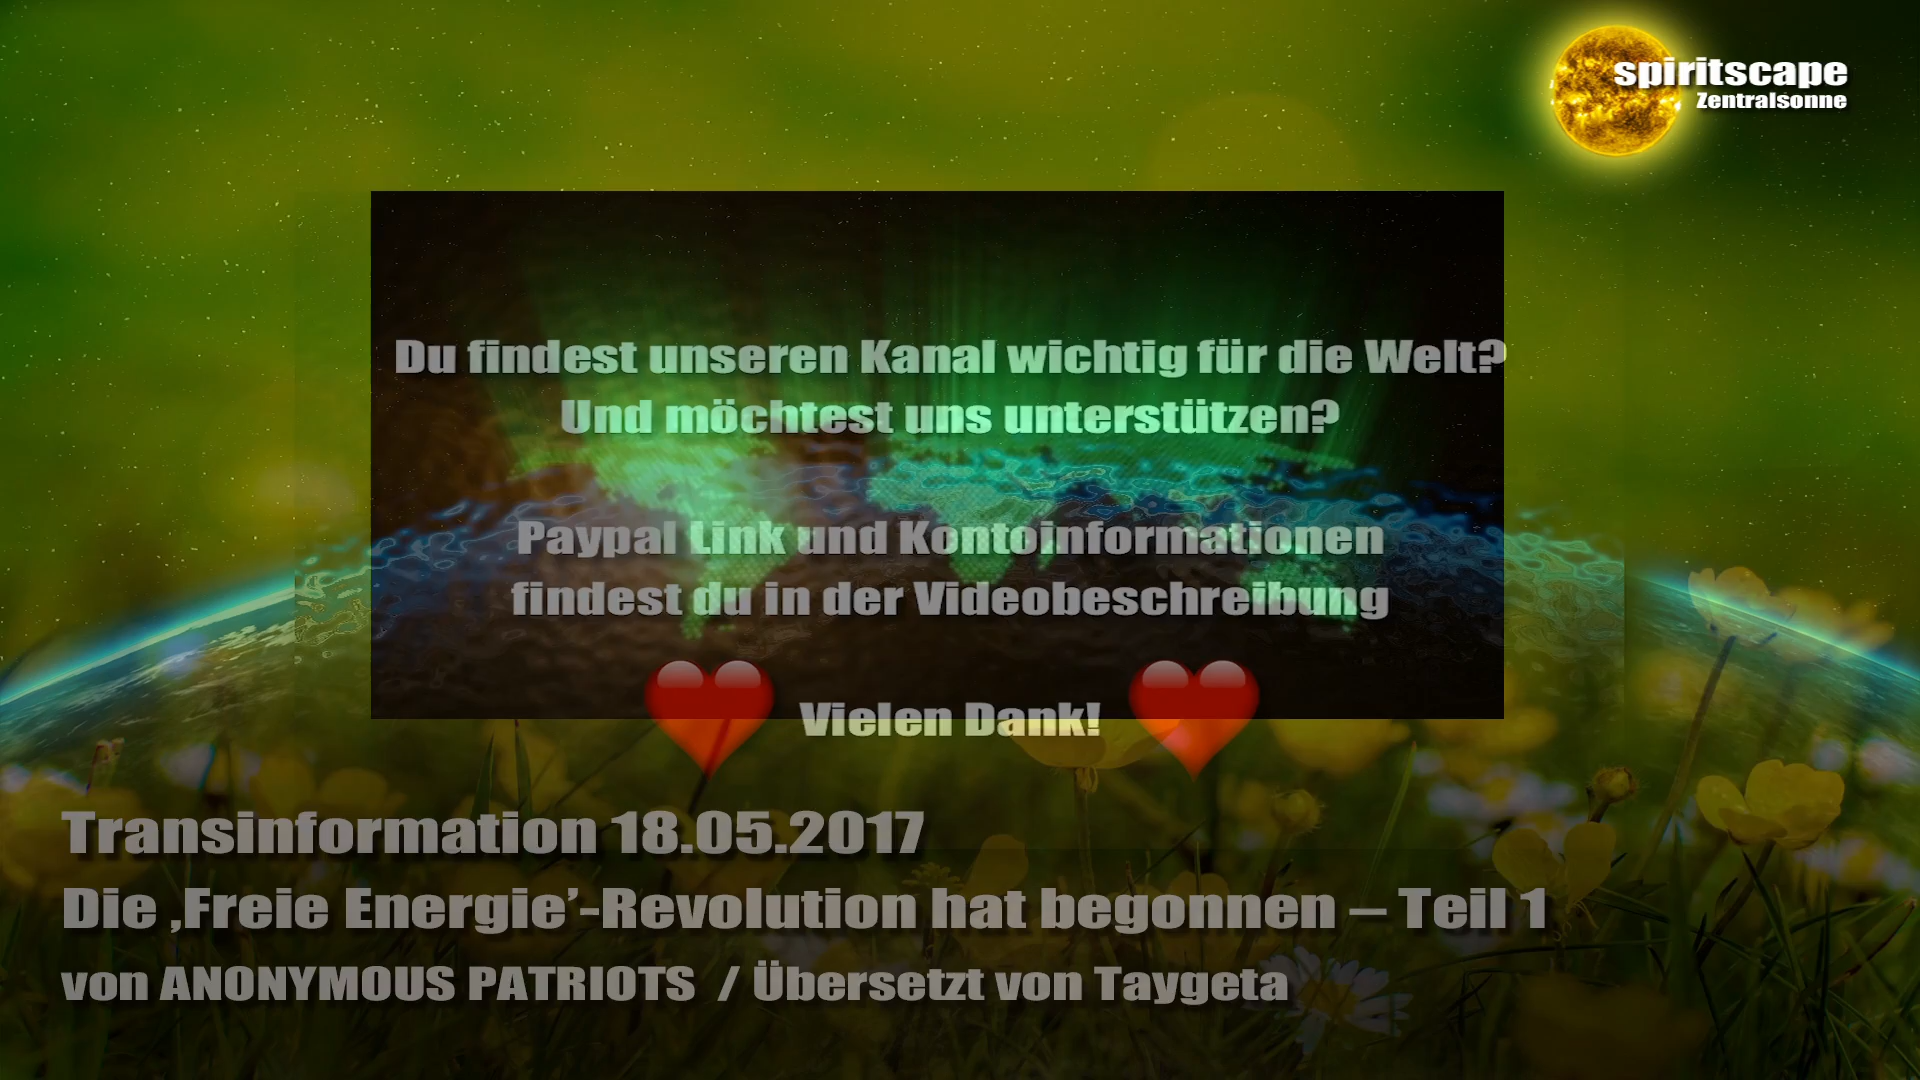 spiritscape
Zentralsonne
Du findest unseren Kanal wichtig für die Welt?
Und möchtest uns unterstützen?
Paypal Link und Kontoinformationen
findest du in der Videobeschreibung
Vielen Dank!
Transinformation 18.05.2017
Die ‚Freie Energie’-Revolution hat begonnen – Teil 1
von ANONYMOUS PATRIOTS / Übersetzt von Taygeta